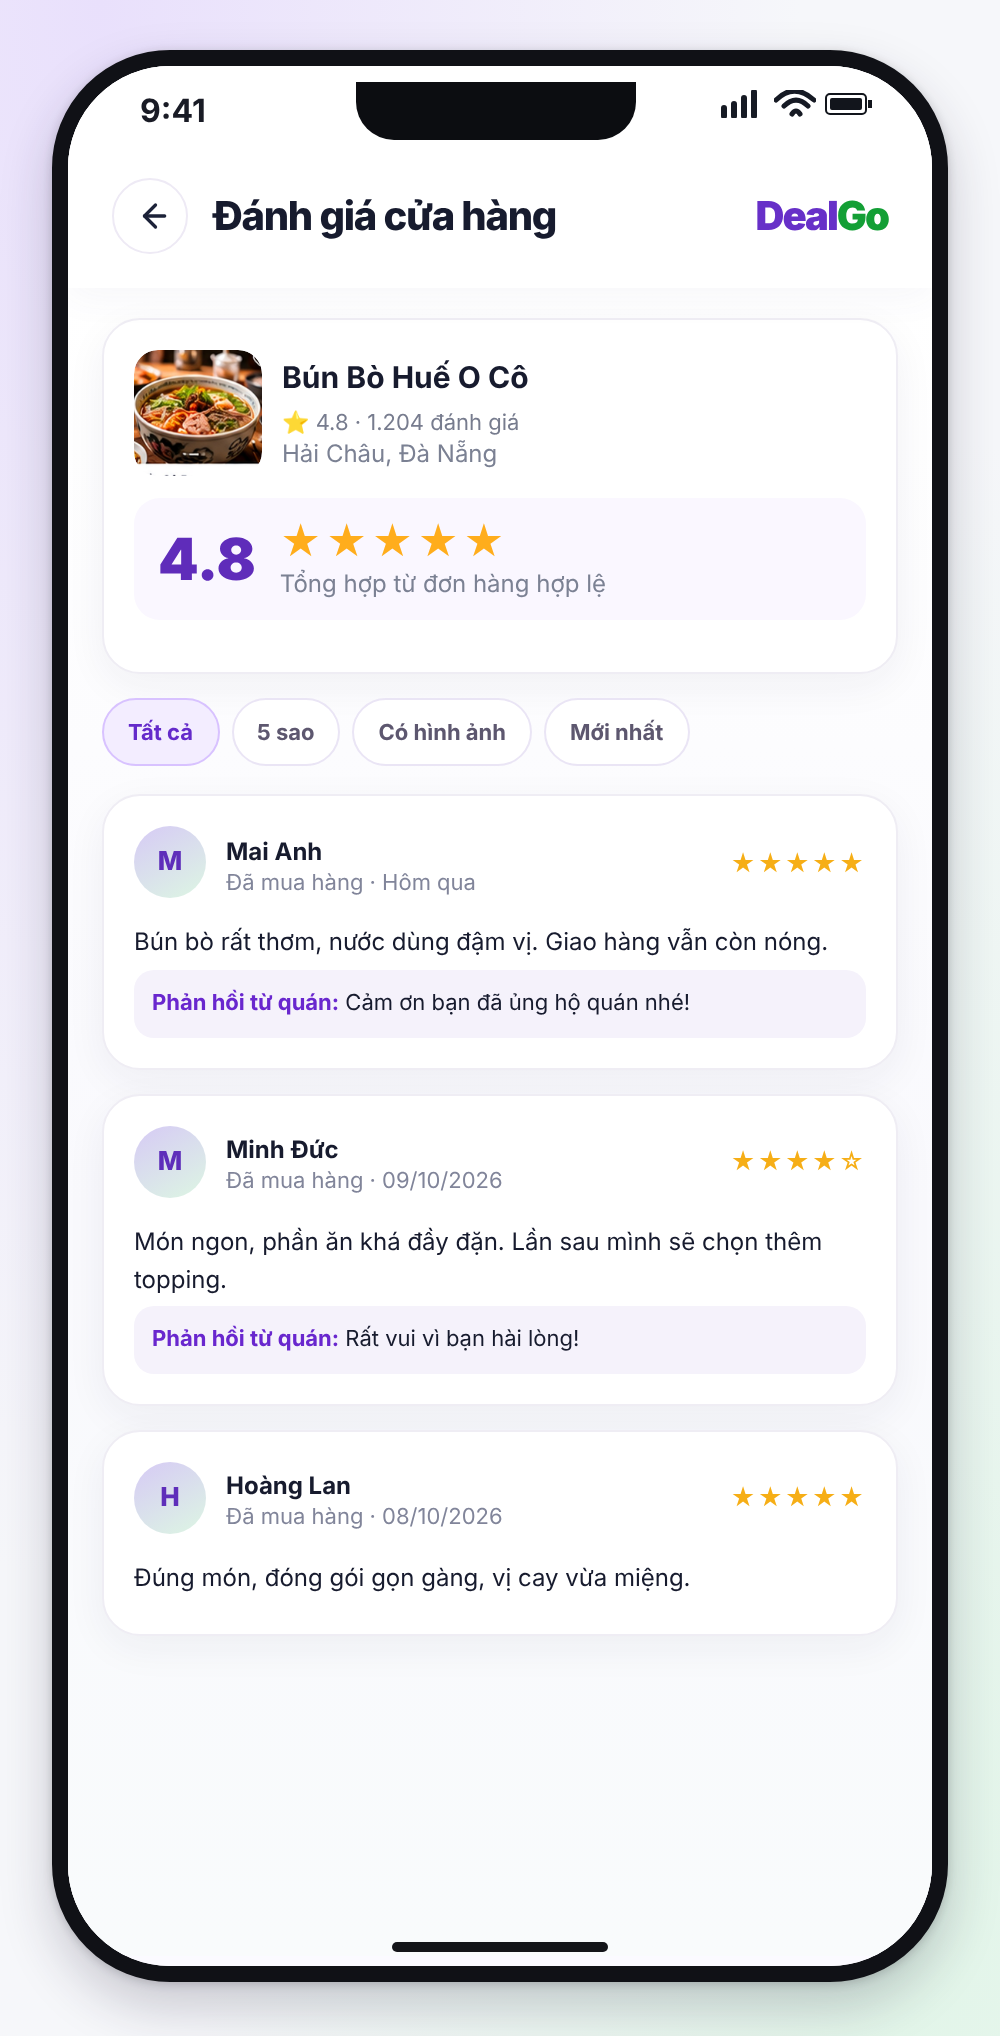 9:41
Đánh giá cửa hàng
DealGo
Bún Bò Huế O Cô
⭐ 4.8 · 1.204 đánh giá
Hải Châu, Đà Nẵng
4.8
★★★★★
Tổng hợp từ đơn hàng hợp lệ
Tất cả
5 sao
Có hình ảnh
Mới nhất
M
Mai Anh
★★★★★
Đã mua hàng · Hôm qua
Bún bò rất thơm, nước dùng đậm vị. Giao hàng vẫn còn nóng.
Phản hồi từ quán: Cảm ơn bạn đã ủng hộ quán nhé!
M
Minh Đức
★★★★☆
Đã mua hàng · 09/10/2026
Món ngon, phần ăn khá đầy đặn. Lần sau mình sẽ chọn thêm
topping.
Phản hồi từ quán: Rất vui vì bạn hài lòng!
H
Hoàng Lan
★★★★★
Đã mua hàng · 08/10/2026
Đúng món, đóng gói gọn gàng, vị cay vừa miệng.